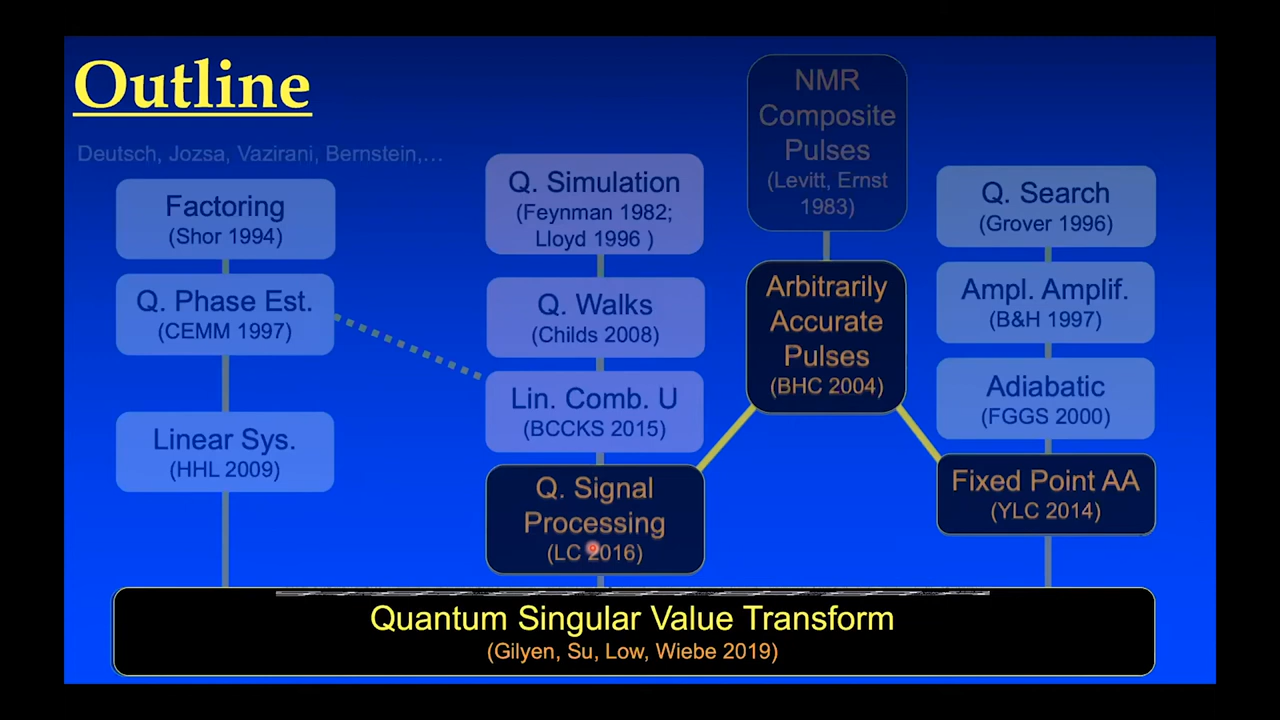 Outline
Deutsch, Jozsa, Vazirani, Bernstein,...
Factoring
(Shor 1994)
Q. Phase Est.
(CEMM 1997)
Linear Sys.
(HHL 2009)
Q. Simulation
(Feynman 1982;
Lloyd 1996 )
Q. Walks
(Childs 2008)
Lin. Comb. U
(BCCKS 2015)
Q. Signal
Processing
(LC 2016)
NMR
Composite
Pulses
(Levitt, Ernst
1983)
Arbitrarily
Accurate
Pulses
(BHC 2004)
Q. Search
(Grover 1996)
Ampl. Amplif.
(B&H 1997)
Adiabatic
(FGGS 2000)
Fixed Point AA
(YLC 2014)
Quantum Singular Value Transform
(Gilyen, Su, Low, Wiebe 2019)